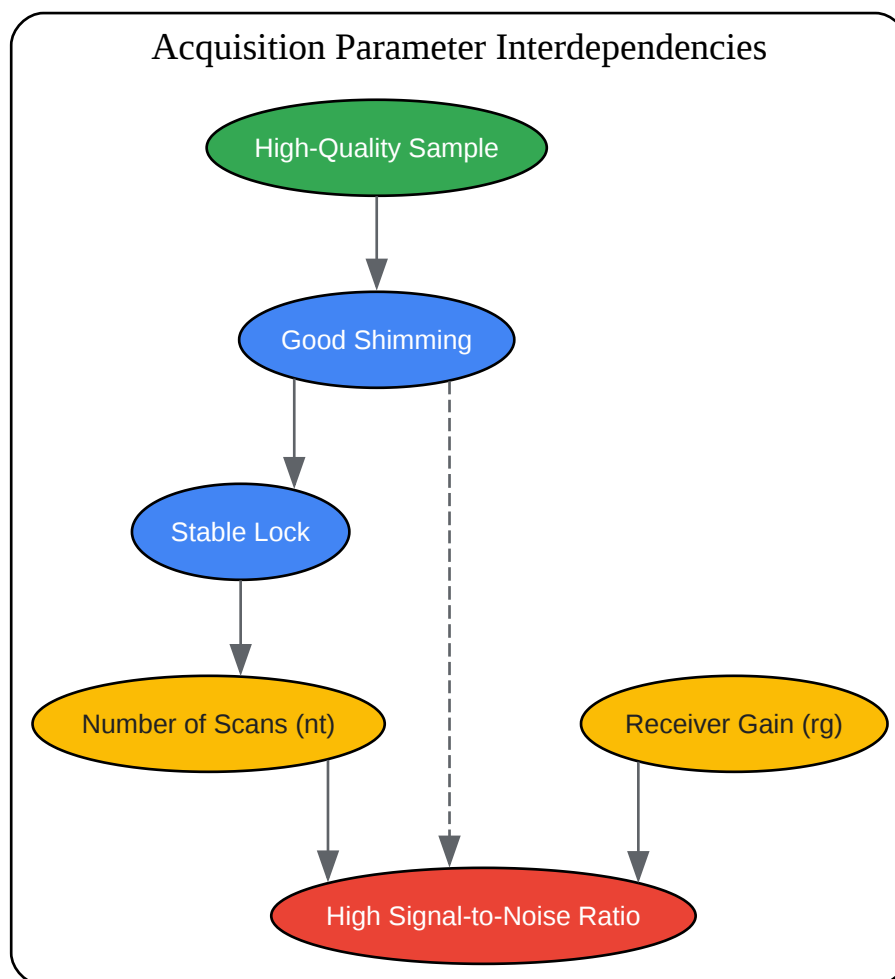 Acquisition Parameter Interdependencies
High-Quality Sample
Good Shimming
Stable Lock
Number of Scans (nt)
Receiver Gain (rg)
High Signal-to-Noise Ratio